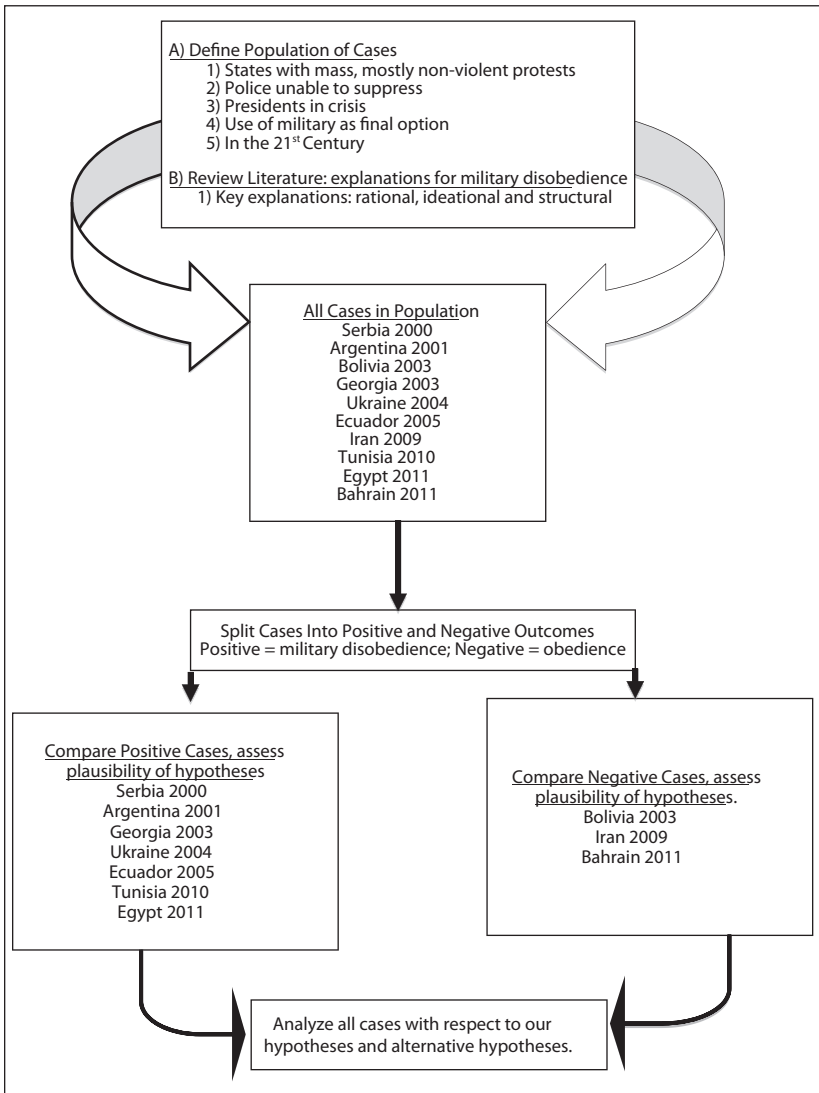 A) Define Population of Cases
1) States with mass, mostly non-violent protests
2) Police unable to suppress
3) Presidents in crisis
4) Use of military as final option
5) In the 21st Century
B) Review Literature: explanations for military disobedience
1) Key explanations: rational, ideational and structural
All Cases in Population
Serbia 2000
Argentina 2001
Bolivia 2003
Georgia 2003
Ukraine 2004
Ecuador 2005
Iran 2009
Tunisia 2010
Egypt 2011
Bahrain 2011
Split Cases Into Positive and Negative Outcomes
Positive = military disobedience; Negative = obedience
Compare Positive Cases, assess
plausibility of hypotheses
Serbia 2000
Argentina 2001
Georgia 2003
Ukraine 2004
Ecuador 2005
Tunisia 2010
Egypt 2011
Compare Negative Cases, assess
plausibility of hypotheses.
Bolivia 2003
Iran 2009
Bahrain 2011
Analyze all cases with respect to our
hypotheses and alternative hypotheses.